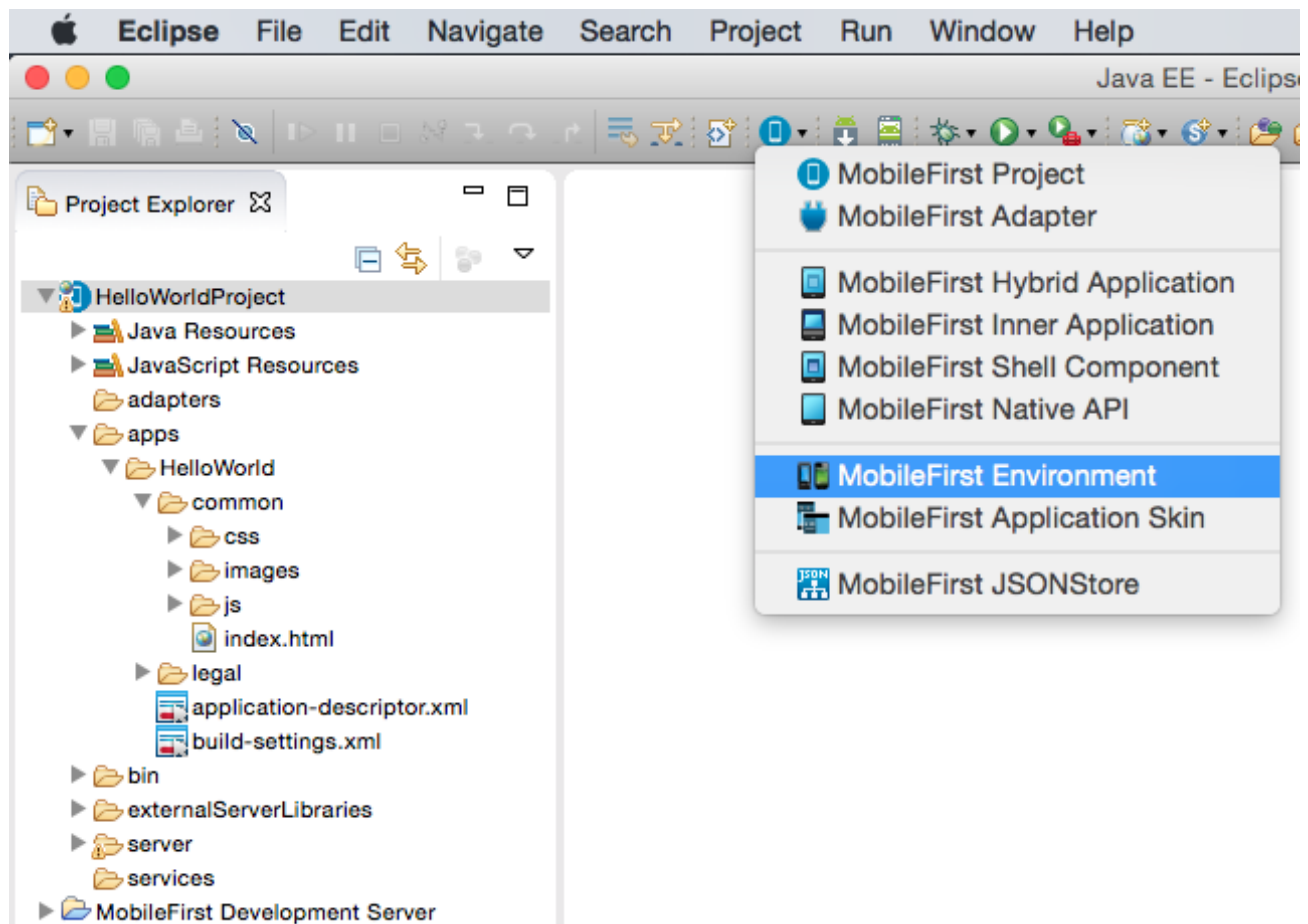 Eclipse File Edit Navigate Search Project Run Window Help
Java EE - Eclipse
Project Explorer
HelloWorldProject
Java Resources
JavaScript Resources
adapters
apps
HelloWorld
common
css
images
js
index.html
legal
application-descriptor.xml
build-settings.xml
bin
externalServerLibraries
server
services
MobileFirst Development Server
MobileFirst Project
MobileFirst Adapter
MobileFirst Hybrid Application
MobileFirst Inner Application
MobileFirst Shell Component
MobileFirst Native API
MobileFirst Environment
MobileFirst Application Skin
JSON
MobileFirst JSONStore